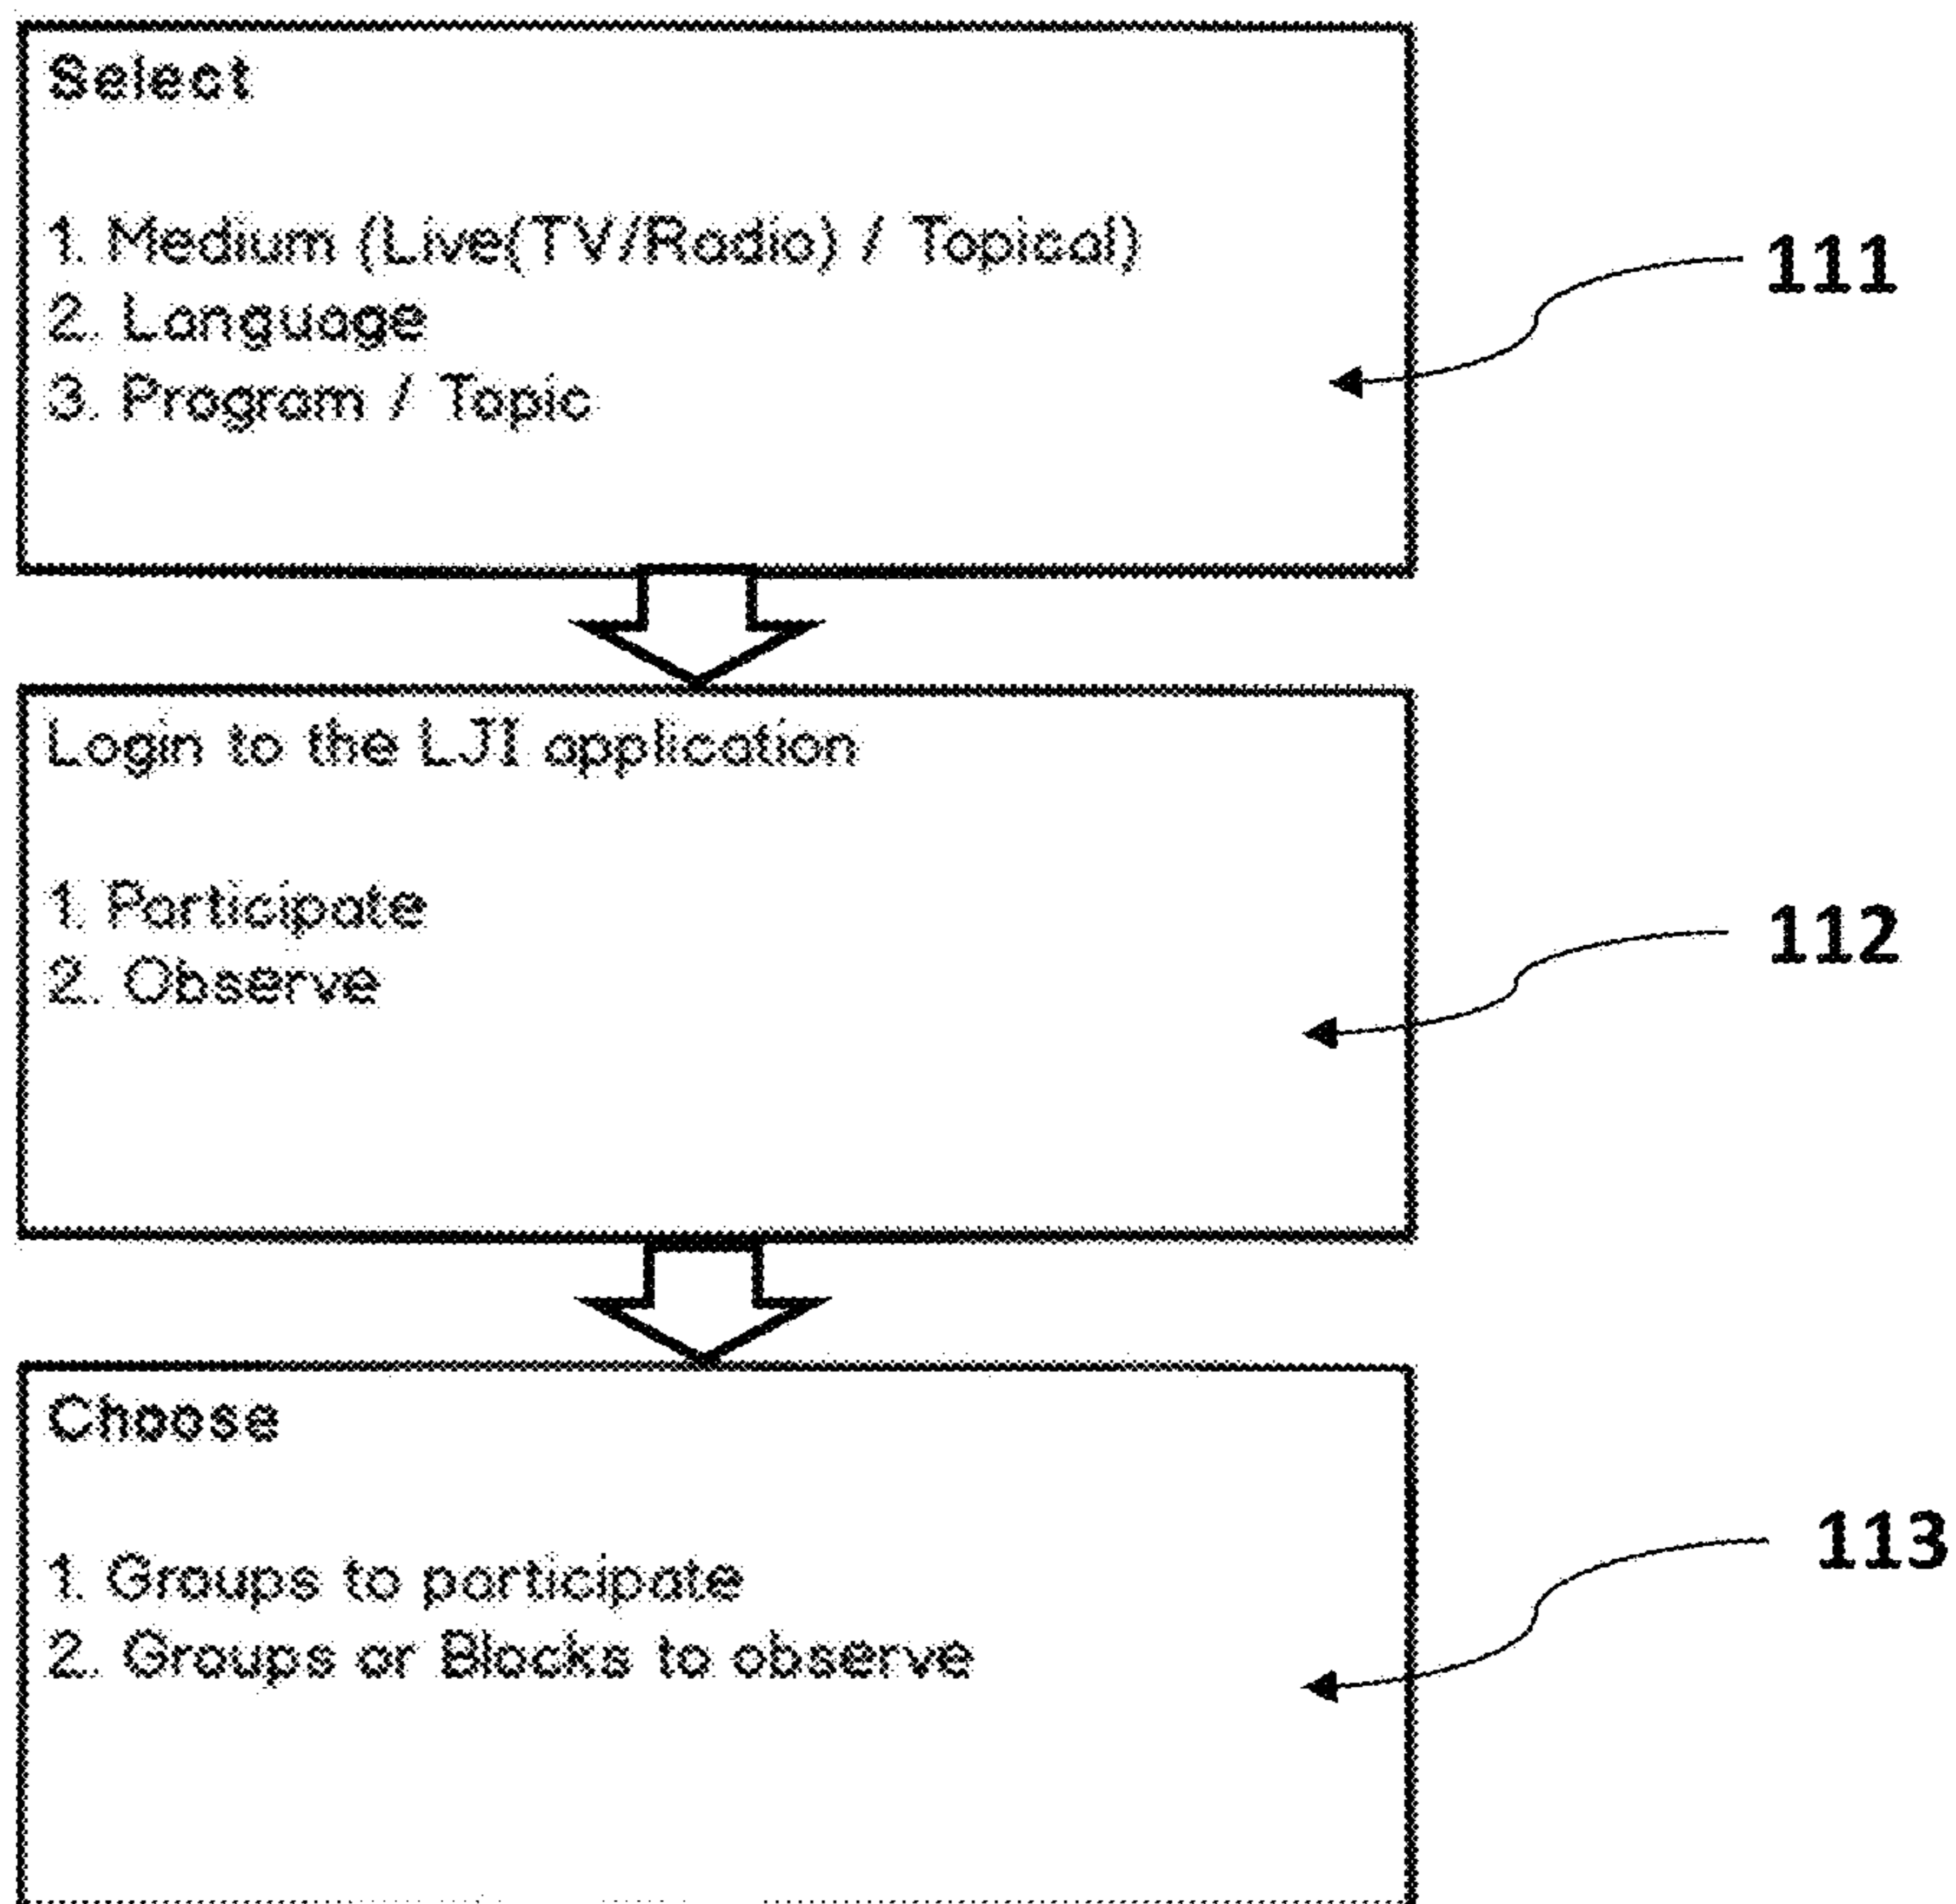 Select
1. Medium (Live(TV/Radio) / Topical)
2. Language
3. Program / Topic
111
Login to the LJI application
1. Participate
2. Observe
112
Choose
1. Groups to participate
2. Groups or Blocks to observe
113